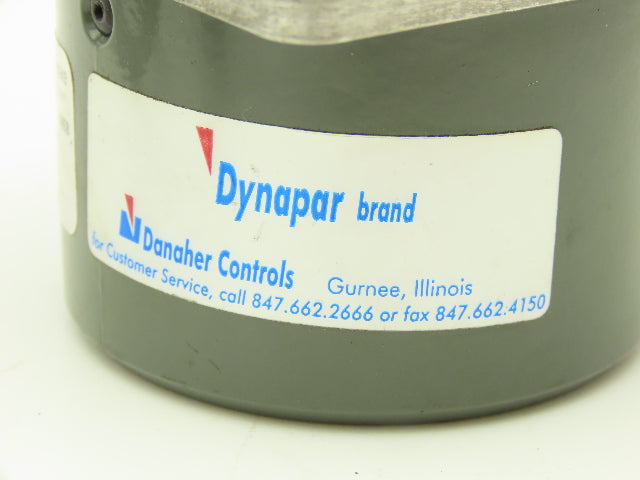 Dynapar brand
Danaher Controls Gurnee, Illinois
for Customer Service, call 847.662.2666 or fax 847.662.4150